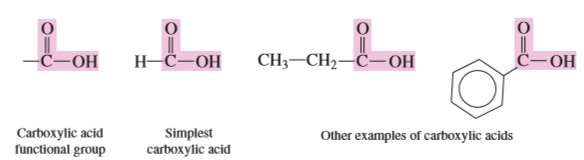 O O O O
—C—OH H—C—OH CH₃—CH₂—C—OH C—OH
Carboxylic acid
functional group
Simplest
carboxylic acid
Other examples of carboxylic acids